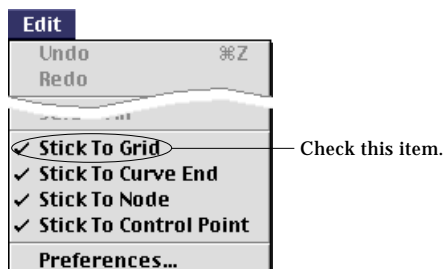 Edit
Undo ⌘Z
Redo
✓ Stick To Grid
Check this item.
✓ Stick To Curve End
✓ Stick To Node
✓ Stick To Control Point
Preferences...